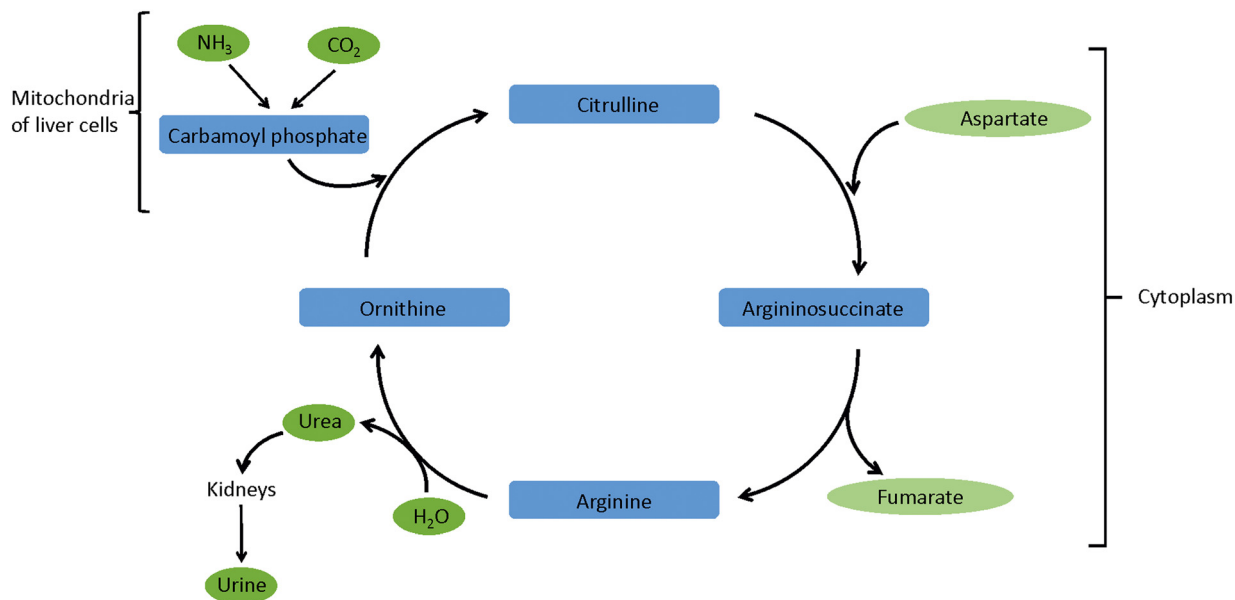 NH₃
CO₂
Mitochondria
of liver cells
Carbamoyl phosphate
Citrulline
Aspartate
Ornithine
Argininosuccinate
Cytoplasm
Urea
Kidneys
H₂O
Arginine
Fumarate
Urine